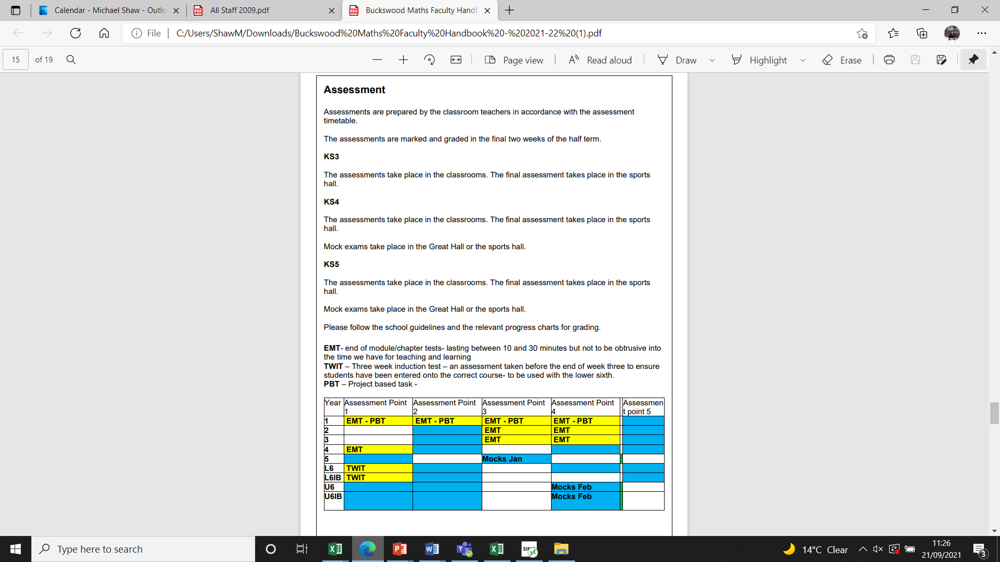 Calendar - Michael Shaw - Outlo
All Staff 2009.pdf
Buckswood Maths Faculty Handb
File
C:/Users/ShawM/Downloads/Buckswood%20Maths%20Faculty%20Handbook%20-%202021-22%20(1).pdf
15 of 19
Page view
Read aloud
Draw
Highlight
Erase
Assessment
Assessments are prepared by the classroom teachers in accordance with the assessment
timetable.
The assessments are marked and graded in the final two weeks of the half term.
KS3
The assessments take place in the classrooms. The final assessment takes place in the sports
hall.
KS4
The assessments take place in the classrooms. The final assessment takes place in the sports
hall.
Mock exams take place in the Great Hall or the sports hall.
KS5
The assessments take place in the classrooms. The final assessment takes place in the sports
hall.
Mock exams take place in the Great Hall or the sports hall.
Please follow the school guidelines and the relevant progress charts for grading.
EMT- end of module/chapter tests- lasting between 10 and 30 minutes but not to be obtrusive into
the time we have for teaching and learning
TWIT – Three week induction test – an assessment taken before the end of week three to ensure
students have been entered onto the correct course- to be used with the lower sixth.
PBT – Project based task -
Year Assessment Point Assessment Point Assessment Point Assessment Point Assessmen
1 2 3 4 t point 5
1 EMT - PBT EMT - PBT EMT - PBT EMT - PBT
2 EMT EMT
3 EMT EMT
4 EMT
5 Mocks Jan
L6 TWIT
L6IB TWIT
U6 Mocks Feb
U6IB Mocks Feb
Type here to search
14°C Clear
11:26
21/09/2021
3